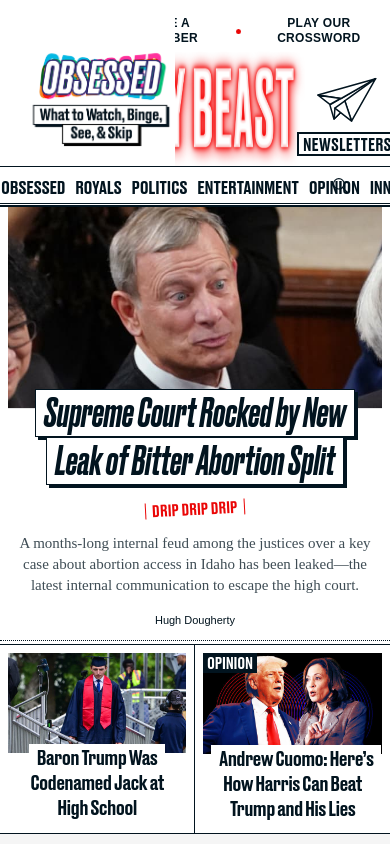 E A
BER
PLAY OUR
CROSSWORD
OBSESSED
What to Watch, Binge,
See, & Skip
Y BEAST
NEWSLETTERS
OBSESSED ROYALS POLITICS ENTERTAINMENT OPINION INN
Supreme Court Rocked by New
Leak of Bitter Abortion Split
DRIP DRIP DRIP
A months-long internal feud among the justices over a key
case about abortion access in Idaho has been leaked—the
latest internal communication to escape the high court.
Hugh Dougherty
Baron Trump Was
Codenamed Jack at
High School
OPINION
Andrew Cuomo: Here’s
How Harris Can Beat
Trump and His Lies